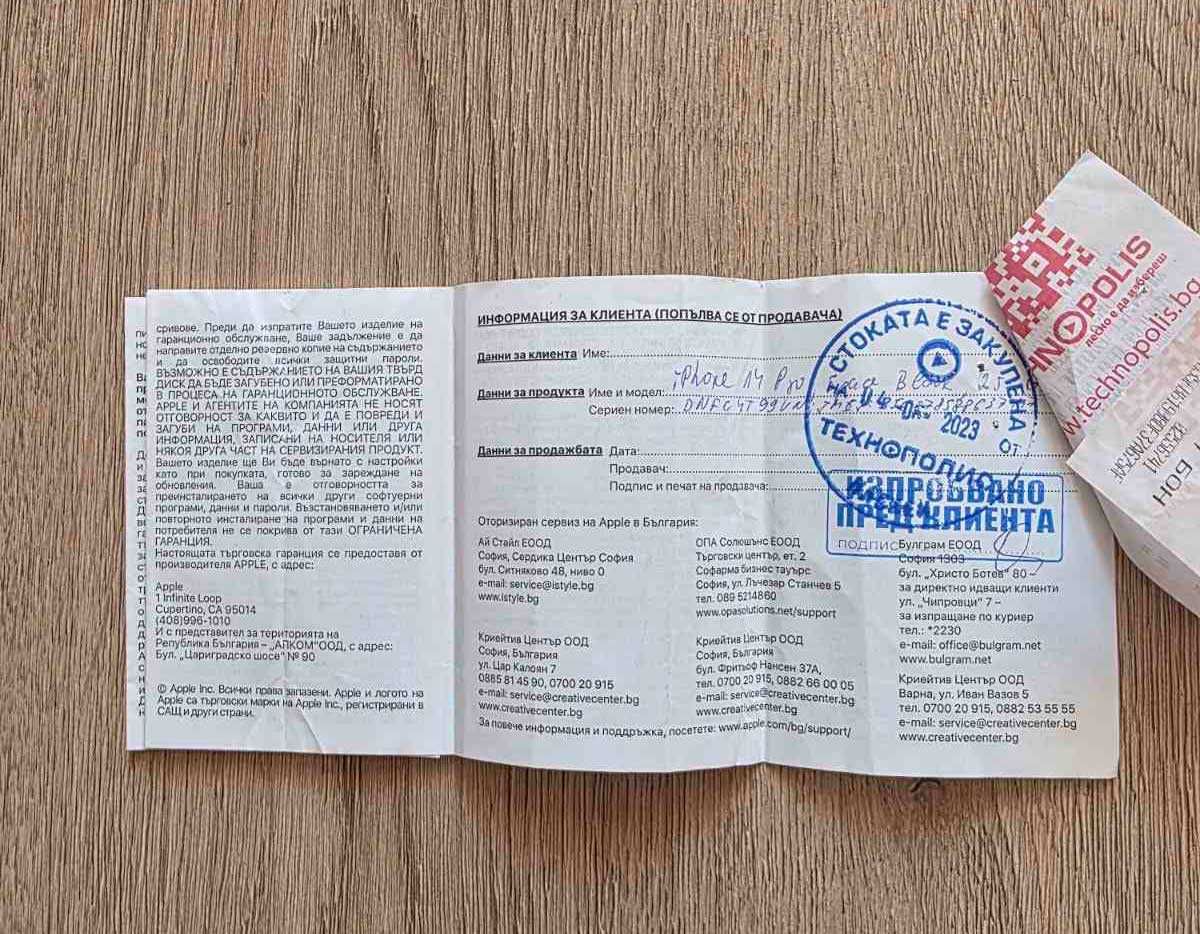 сривове. Преди да изпратите Вашето изделие на
гаранционно обслужване, Ваше задължение е да
направите отделно резервно копие на съдържанието
и да освободите всички защитни пароли.
ВЪЗМОЖНО Е СЪДЪРЖАНИЕТО НА ВАШИЯ ТВЪРД
ДИСК ДА БЪДЕ ЗАГУБЕНО ИЛИ ПРЕФОРМАТИРАНО
В ПРОЦЕСА НА ГАРАНЦИОННОТО ОБСЛУЖВАНЕ.
APPLE И АГЕНТИТЕ НА КОМПАНИЯТА НЕ НОСЯТ
ОТГОВОРНОСТ ЗА КАКВИТО И ДА Е ПОВРЕДИ И
ЗАГУБИ НА ПРОГРАМИ, ДАННИ ИЛИ ДРУГА
ИНФОРМАЦИЯ, ЗАПИСАНИ НА НОСИТЕЛЯ ИЛИ
НЯКОЯ ДРУГА ЧАСТ НА СЕРВИЗИРАНИЯ ПРОДУКТ.
Вашето изделие ще Ви бъде върнато с настройки
като при покупката, готово за зареждане на
обновления. Ваша е отговорността за
преинсталирането на всички други софтуерни
програми, данни и пароли. Възстановяването и/или
повторното инсталиране на програми и данни на
потребителя не се покрива от тази ОГРАНИЧЕНА
ГАРАНЦИЯ.
Настоящата търговска гаранция се предоставя от
производителя APPLE, с адрес:
Apple
1 Infinite Loop
Cupertino, CA 95014
(408)996-1010
И с представител за територията на
Република България – „АПКОМ"ООД, с адрес:
Бул. „Цариградско шосе" № 90
© Apple Inc. Всички права запазени. Apple и логото на
Apple са търговски марки на Apple Inc., регистрирани в
САЩ и други страни.
ИНФОРМАЦИЯ ЗА КЛИЕНТА (ПОПЪЛВА СЕ ОТ ПРОДАВАЧА)
Данни за клиента Име:
Данни за продукта Име и модел: iPhone 14 Pro
Сериен номер:
Данни за продажбата Дата:
Продавач:
Подпис и печат на продавача:
СТОКАТА Е ЗАКУПЕНА ОТ
НА 04 2023
ТЕХНОПОЛИС
ИЗПРОБВАНО
ПРЕД КЛИЕНТА
ПОДПИС
Оторизиран сервиз на Apple в България:
Ай Стайл ЕООД
София, Сердика Център София
бул. Ситняково 48, ниво 0
e-mail: service@istyle.bg
www.istyle.bg
ОПА Солюшънс ЕООД
Търговски център, ет. 2
Софарма бизнес тауърс
София, ул. Лъчезар Станчев 5
тел. 089 5214860
www.opasolutions.net/support
Булграм ЕООД
София 1303
бул. „Христо Ботев" 80 –
за директно идващи клиенти
ул. „Чипровци" 7 –
за изпращане по куриер
тел.: *2230
e-mail: office@bulgram.net
www.bulgram.net
Криейтив Център ООД
София, България
ул. Цар Калоян 7
0885 81 45 90, 0700 20 915
e-mail: service@creativecenter.bg
www.creativecenter.bg
Криейтив Център ООД
София, България
бул. Фритьоф Нансен 37А,
тел. 0700 20 915, 0882 66 00 05
e-mail: service@creativecenter.bg
www.creativecenter.bg
Криейтив Център ООД
Варна, ул. Иван Вазов 5
тел. 0700 20 915, 0882 53 55 55
e-mail: service@creativecenter.bg
www.creativecenter.bg
За повече информация и поддръжка, посетете: www.apple.com/bg/support/
HNOPOLIS
лесно е да избереш
w.technopolis.bg
БОН